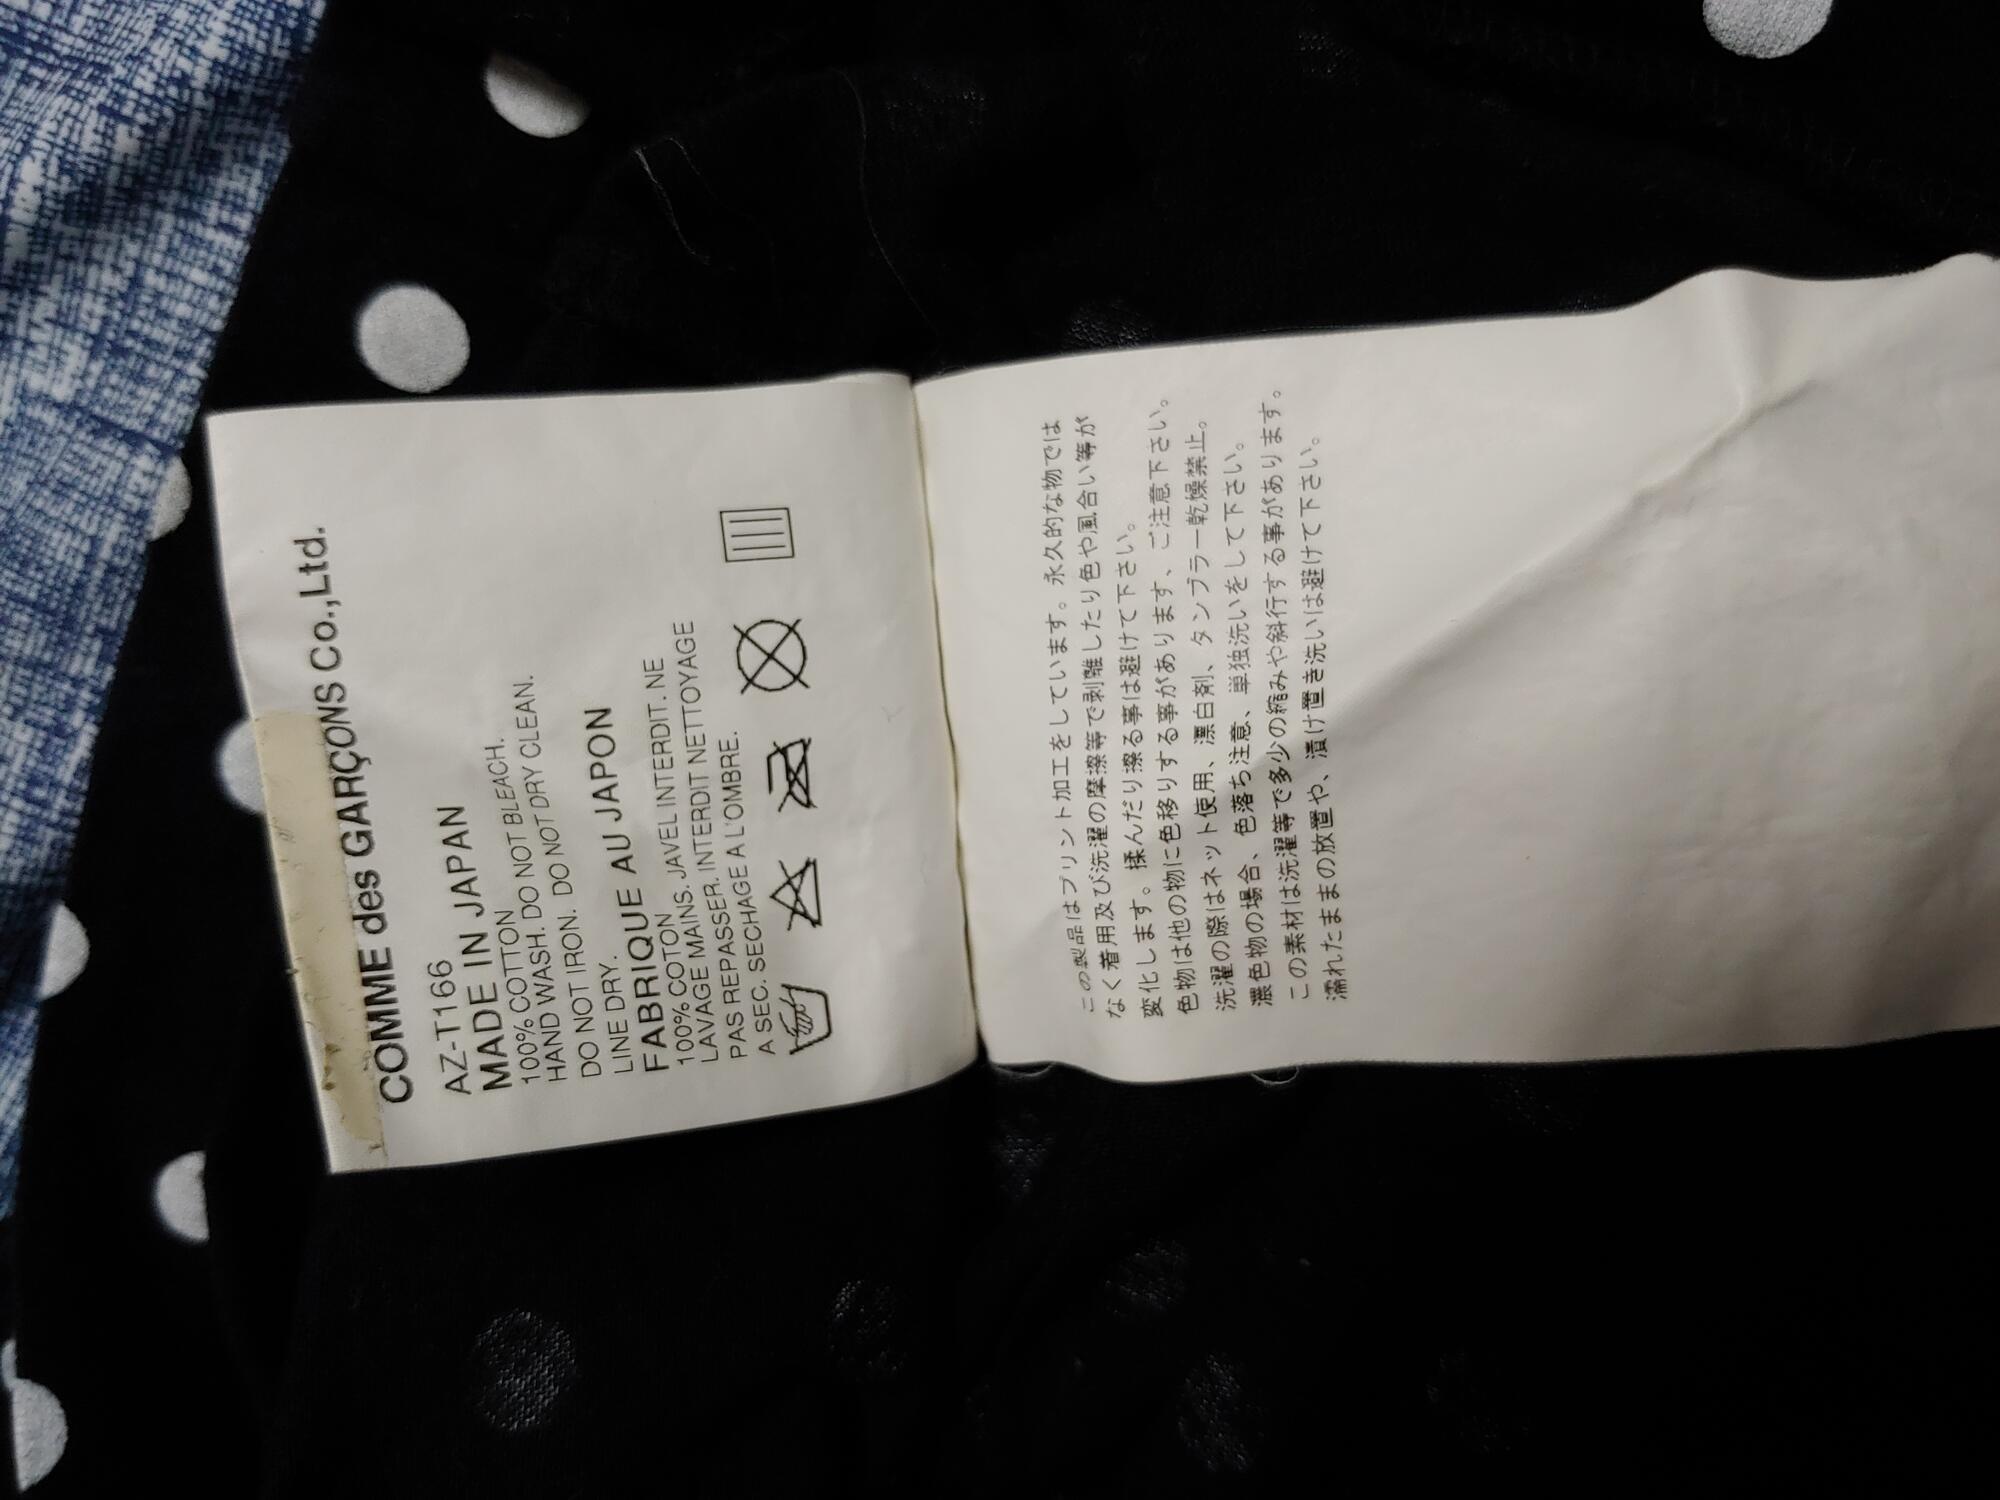 COMME des GARÇONS Co.,Ltd.
AZ-T166
MADE IN JAPAN
100% COTTON
HAND WASH. DO NOT BLEACH.
DO NOT IRON. DO NOT DRY CLEAN.
LINE DRY.
FABRIQUE AU JAPON
100% COTON
LAVAGE MAINS. JAVEL INTERDIT. NE
PAS REPASSER. INTERDIT NETTOYAGE
A SEC. SECHAGE A L'OMBRE.
この製品はプリント加工をしています。永久的な物では
なく着用及び洗濯の摩擦等で剥離したり色や風合い等が
変化します。揉んだり擦る事は避けて下さい。
色物は他の物に色移りする事があります、ご注意下さい。
洗濯の際はネット使用、漂白剤、タンブラー乾燥禁止。
濃色物の場合、色落ち注意、単独洗いをして下さい。
この素材は洗濯等で多少の縮みや斜行する事があります。
濡れたままの放置や、漬け置き洗いは避けて下さい。